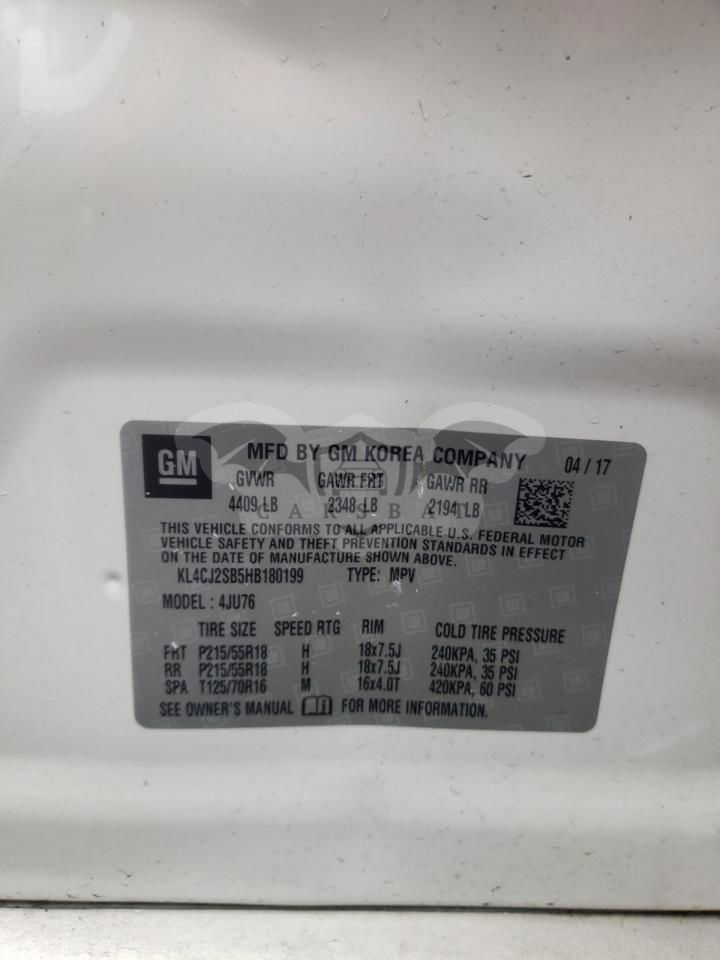 GM
MFD BY GM KOREA COMPANY 04 / 17
GVWR GAWR FRT GAWR RR
4409 LB 2348 LB 2194 LB
CARSBAT
THIS VEHICLE CONFORMS TO ALL APPLICABLE U.S. FEDERAL MOTOR
VEHICLE SAFETY AND THEFT PREVENTION STANDARDS IN EFFECT
ON THE DATE OF MANUFACTURE SHOWN ABOVE.
KL4CJ2SB5HB180199 TYPE: MPV
MODEL : 4JU76
TIRE SIZE SPEED RTG RIM COLD TIRE PRESSURE
FRT P215/55R18 H 18x7.5J 240KPA, 35 PSI
RR P215/55R18 H 18x7.5J 240KPA, 35 PSI
SPA T125/70R16 M 16x4.0T 420KPA, 60 PSI
SEE OWNER'S MANUAL FOR MORE INFORMATION.